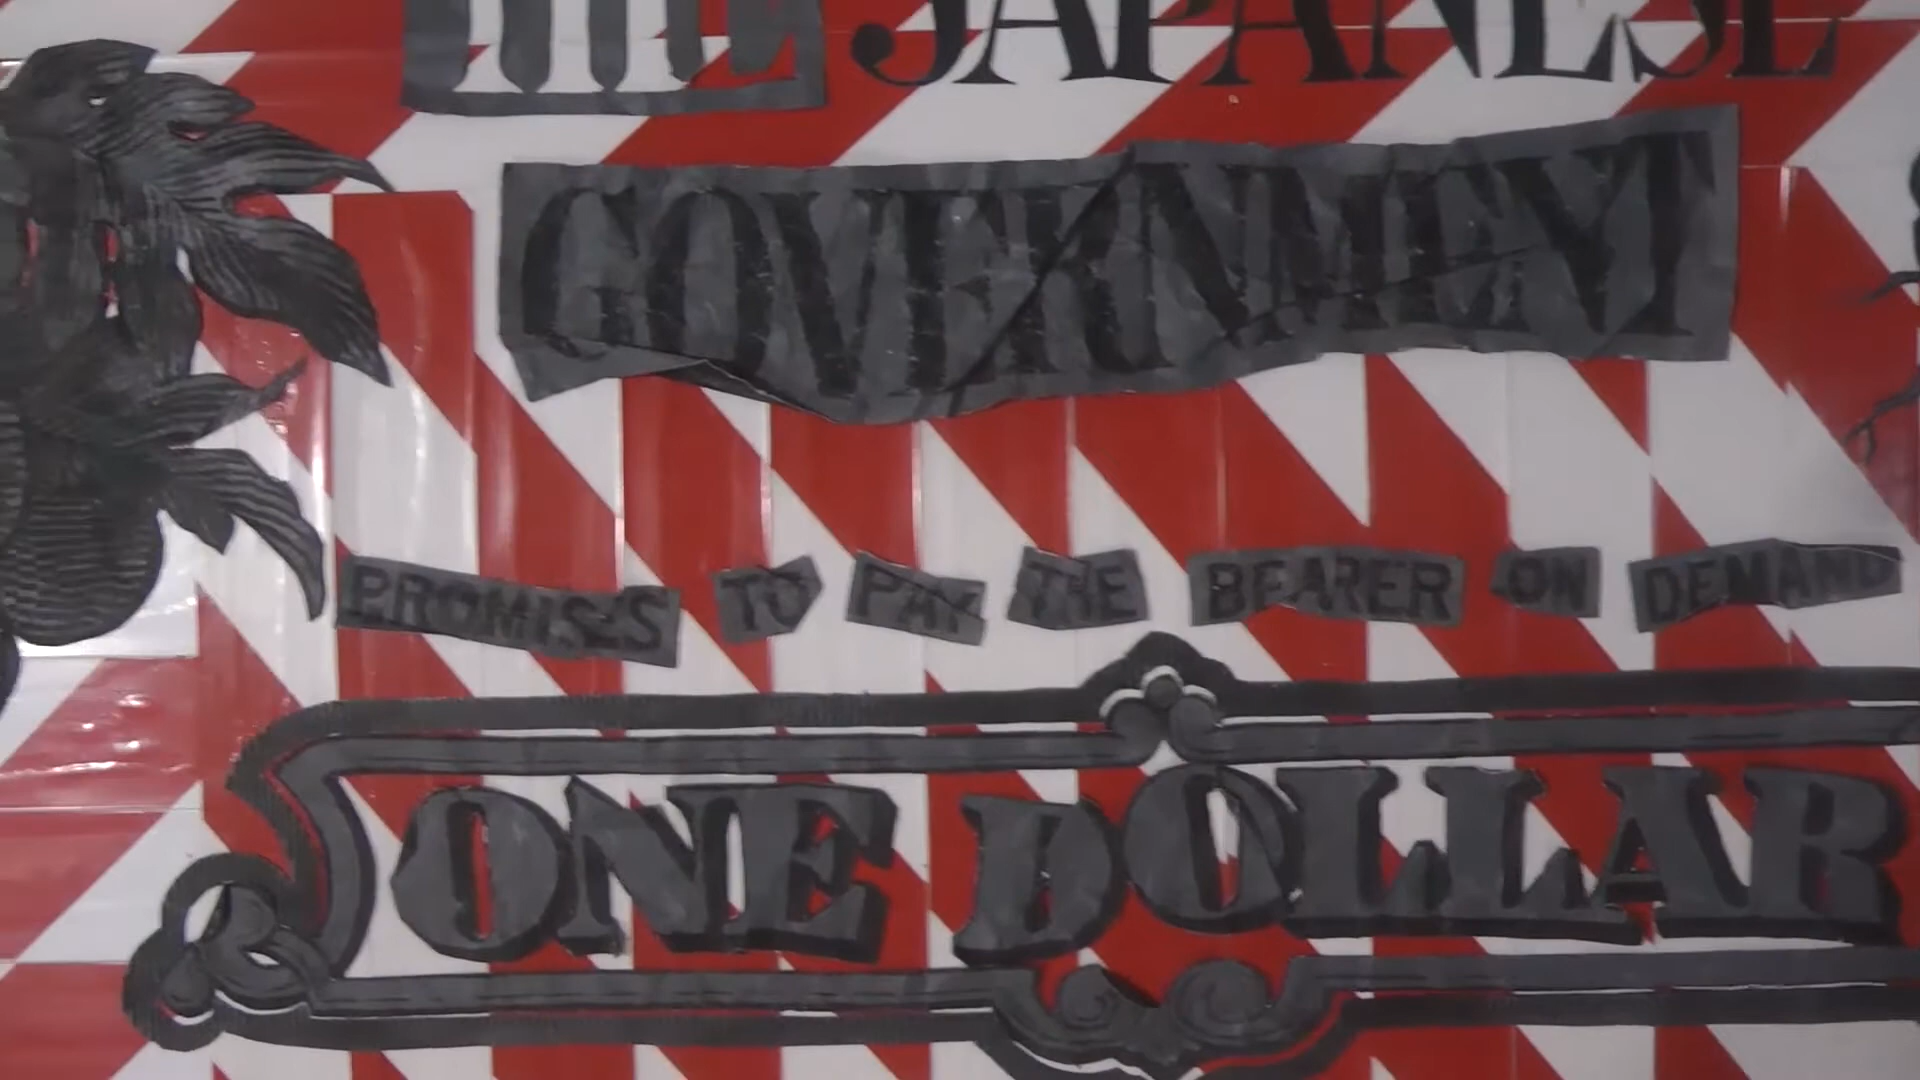 THE JAPANESE
GOVERNMENT
PROMISES TO PAY THE BEARER ON DEMAND
ONE DOLLAR